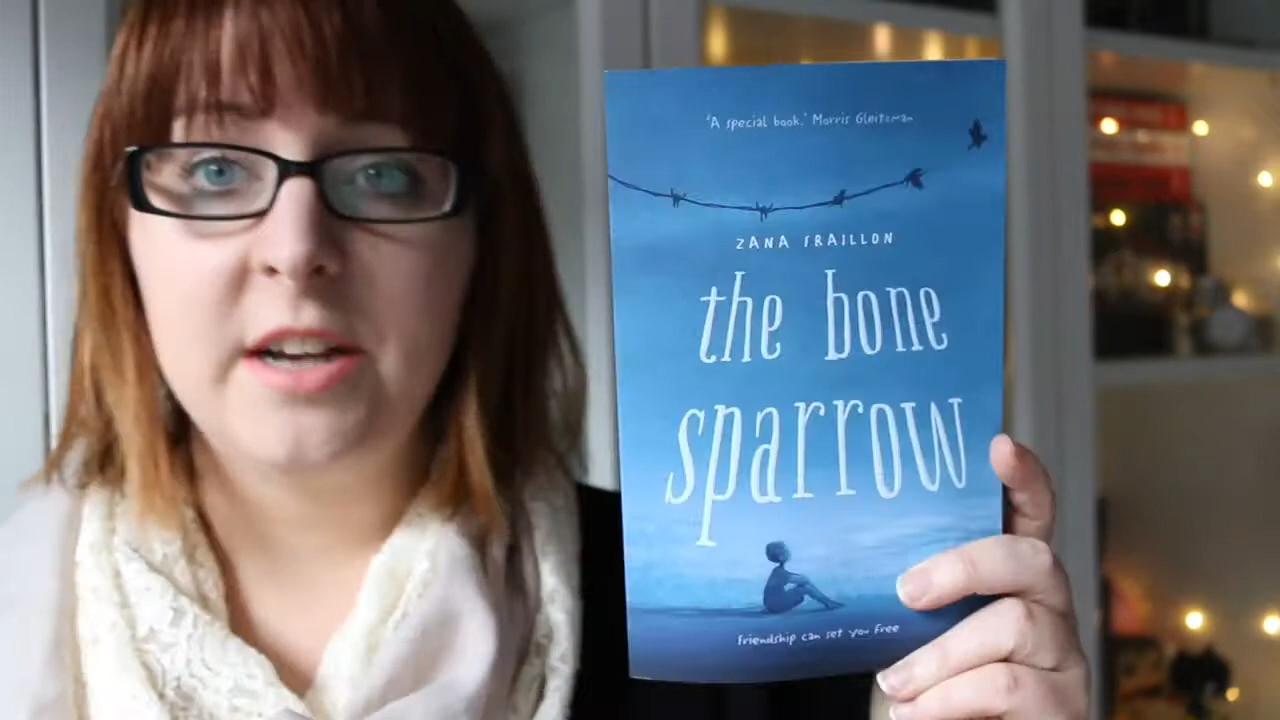 'A special book.' Morris Gleitzman
ZANA FRAILLON
the bone
sparrow
Friendship can set you free